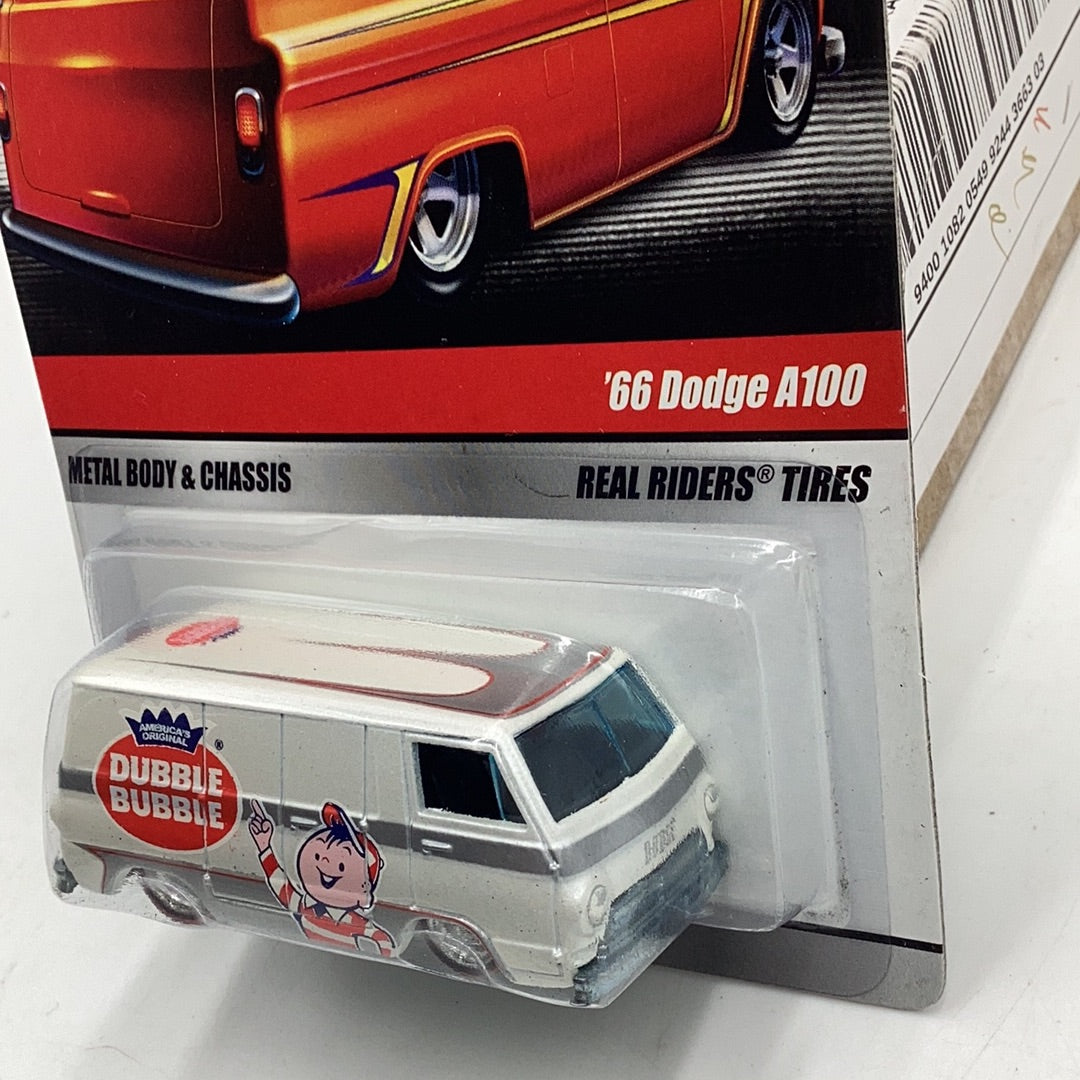 9400 1082 0549 9244 3663 03
'66 Dodge A100
METAL BODY & CHASSIS
REAL RIDERS® TIRES
AMERICA'S
ORIGINAL
®
DUBBLE
BUBBLE